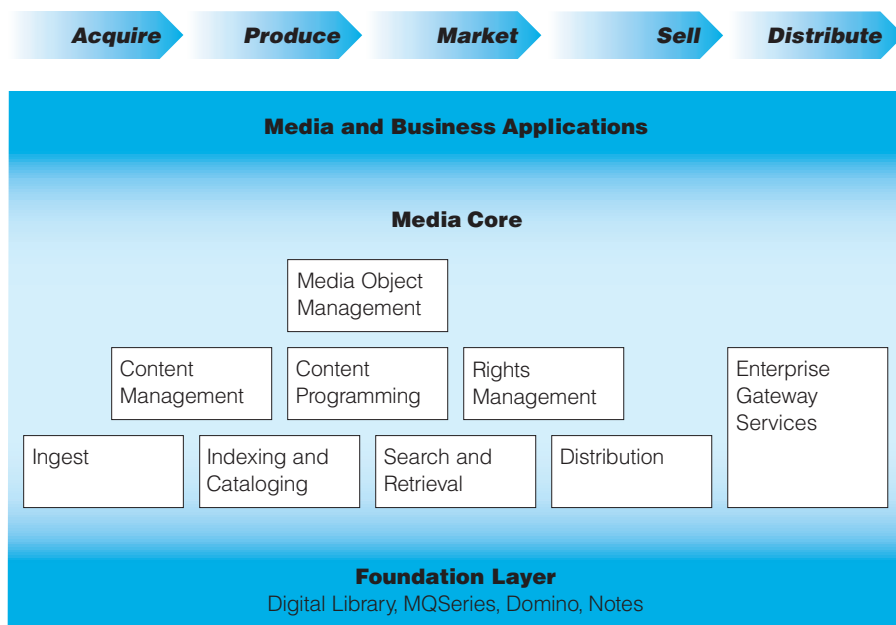 Acquire
Produce
Market
Sell
Distribute
Media and Business Applications
Media Core
Media Object
Management
Content
Management
Content
Programming
Rights
Management
Enterprise
Gateway
Services
Ingest
Indexing and
Cataloging
Search and
Retrieval
Distribution
Foundation Layer
Digital Library, MQSeries, Domino, Notes